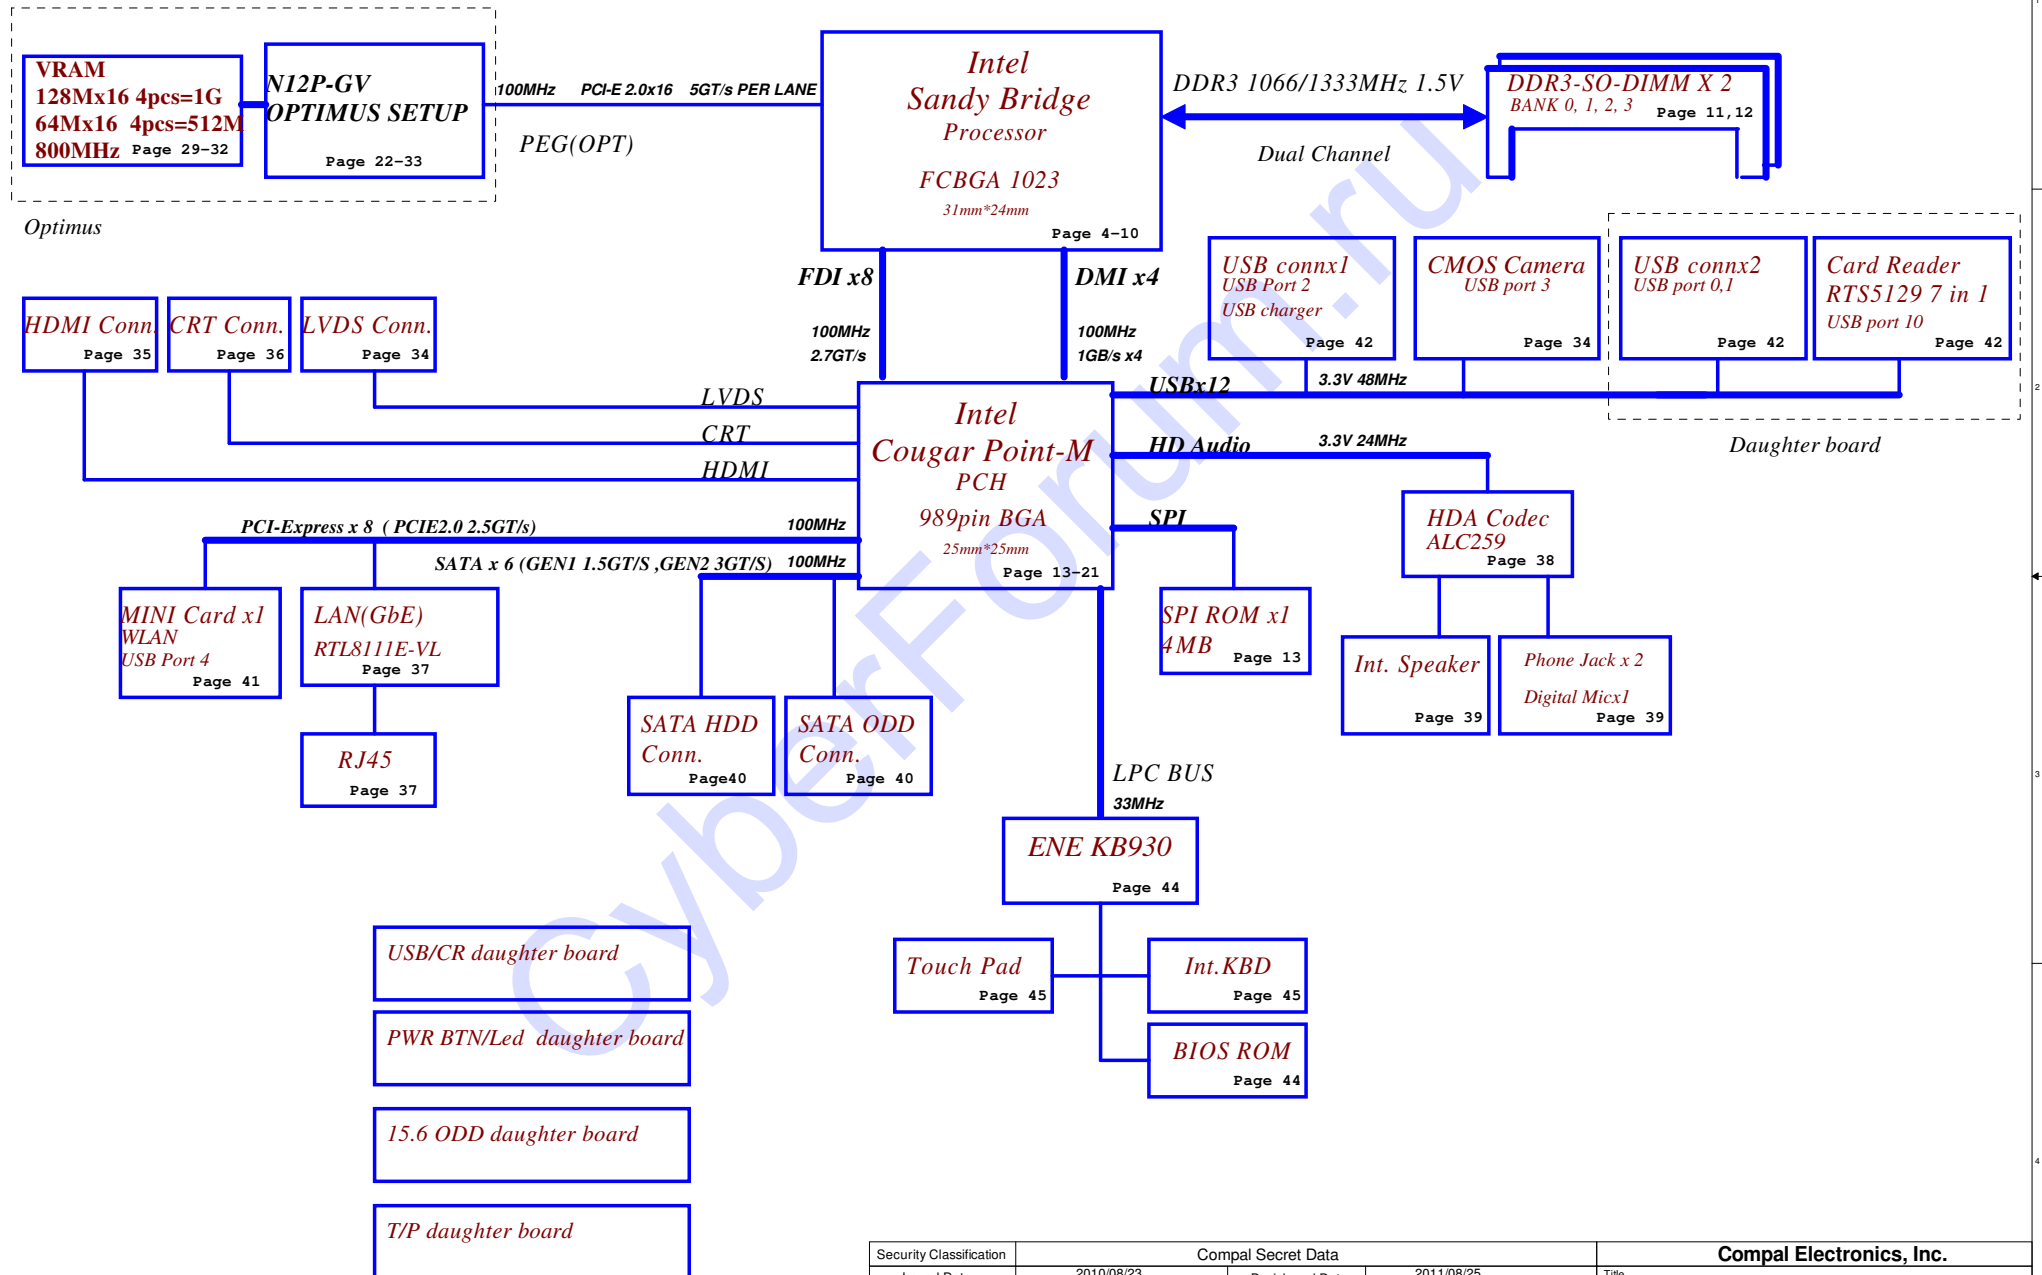 VRAM
128Mx16 4pcs=1G
64Mx16 4pcs=512M
800MHz Page 29-32
N12P-GV
OPTIMUS SETUP
Page 22-33
Optimus
100MHz PCI-E 2.0x16 5GT/s PER LANE
PEG(OPT)
Intel
Sandy Bridge
Processor
FCBGA 1023
31mm*24mm
Page 4-10
DDR3 1066/1333MHz 1.5V
Dual Channel
DDR3-SO-DIMM X 2
BANK 0, 1, 2, 3
Page 11,12
FDI x8
100MHz
2.7GT/s
DMI x4
100MHz
1GB/s x4
USB connx1
USB Port 2
USB charger
Page 42
CMOS Camera
USB port 3
Page 34
USB connx2
USB port 0,1
Page 42
Card Reader
RTS5129 7 in 1
USB port 10
Page 42
Daughter board
HDMI Conn.
Page 35
CRT Conn.
Page 36
LVDS Conn.
Page 34
LVDS
CRT
HDMI
Intel
Cougar Point-M
PCH
989pin BGA
25mm*25mm
Page 13-21
USBx12
3.3V 48MHz
HD Audio
3.3V 24MHz
SPI
PCI-Express x 8 ( PCIE2.0 2.5GT/s)
100MHz
SATA x 6 (GEN1 1.5GT/S ,GEN2 3GT/S)
100MHz
HDA Codec
ALC259
Page 38
MINI Card x1
WLAN
USB Port 4
Page 41
LAN(GbE)
RTL8111E-VL
Page 37
RJ45
Page 37
SATA HDD
Conn.
Page40
SATA ODD
Conn.
Page 40
SPI ROM x1
4MB
Page 13
Int. Speaker
Page 39
Phone Jack x 2
Digital Micx1
Page 39
LPC BUS
33MHz
ENE KB930
Page 44
Touch Pad
Page 45
Int.KBD
Page 45
BIOS ROM
Page 44
USB/CR daughter board
PWR BTN/Led daughter board
15.6 ODD daughter board
T/P daughter board
CyberForum.ru
2
3
4
Security Classification
Compal Secret Data
Compal Electronics, Inc.
2010/08/23
2011/08/25
Title